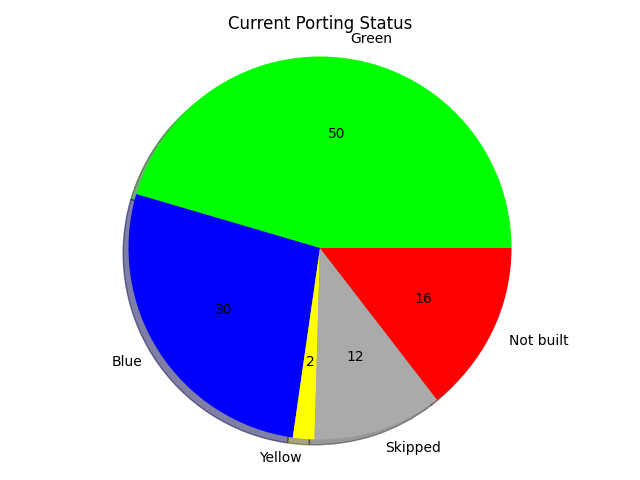 Current Porting Status
Green
50
30
16
12
2
Not built
Blue
Skipped
Yellow